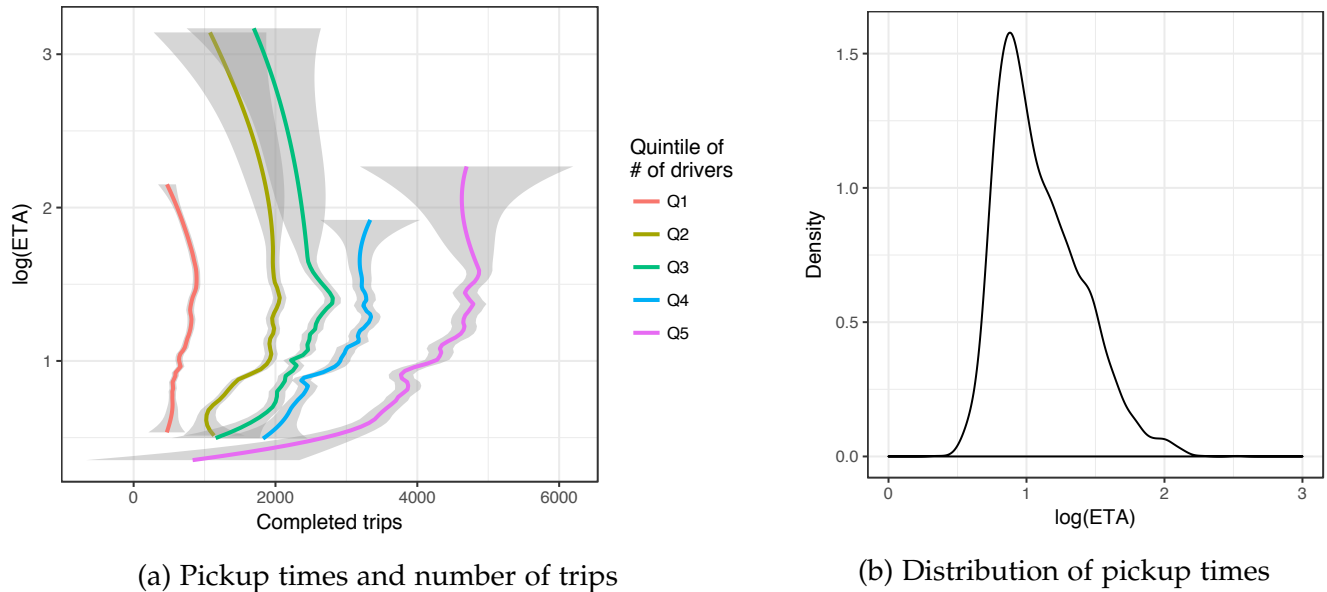 3
2
1
log(ETA)
0
2000
4000
6000
Completed trips
Quintile of
# of drivers
Q1
Q2
Q3
Q4
Q5
(a) Pickup times and number of trips
1.5
1.0
0.5
0.0
Density
0
1
2
3
log(ETA)
(b) Distribution of pickup times